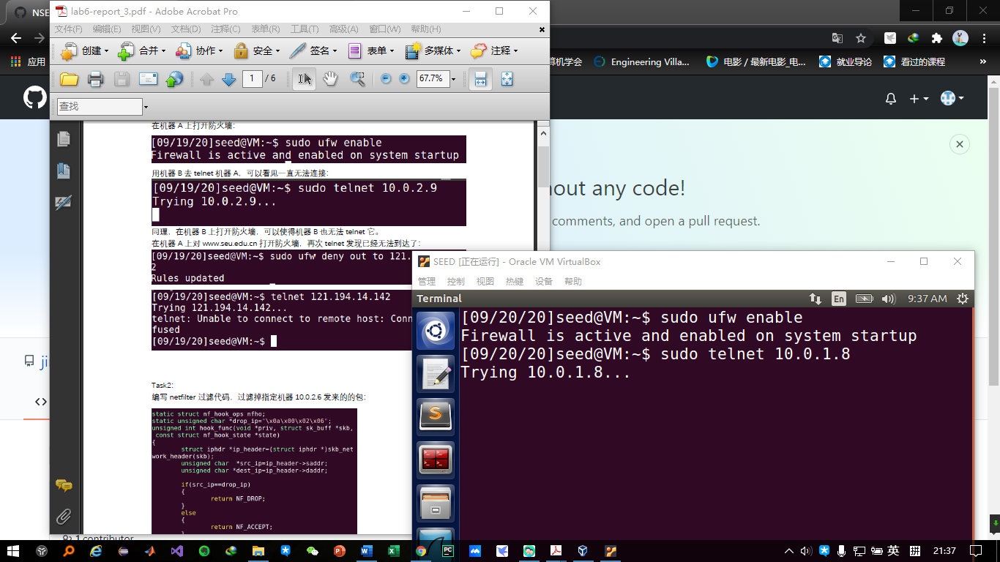 NSE
lab6-report_3.pdf - Adobe Acrobat Pro
文件(F) 编辑(E) 视图(V) 文档(D) 注释(C) 表单(R) 工具(T) 高级(A) 窗口(W) 帮助(H)
创建 合并 协作 安全 签名 表单 多媒体 注释
应用
算机学会 Engineering Villa... 电影 / 最新电影_电... 就业导论 看过的课程 »
1 / 6 67.7%
查找
在机器 A 上打开防火墙：
[09/19/20]seed@VM:~$ sudo ufw enable
Firewall is active and enabled on system startup
用机器 B 去 telnet 机器 A，可以看见一直无法连接：
[09/19/20]seed@VM:~$ sudo telnet 10.0.2.9
Trying 10.0.2.9...
同理，在机器 B 上打开防火墙，可以使得机器 B 也无法 telnet 它。
在机器 A 上对 www.seu.edu.cn 打开防火墙，再次 telnet 发现已经无法到达了：
[09/19/20]seed@VM:~$ sudo ufw deny out to 121.
2
Rules updated
[09/19/20]seed@VM:~$ telnet 121.194.14.142
Trying 121.194.14.142...
telnet: Unable to connect to remote host: Conn
fused
[09/19/20]seed@VM:~$
Task2:
编写 netfilter 过滤代码，过滤掉指定机器 10.0.2.6 发来的的包：
static struct nf_hook_ops nfho;
static unsigned char *drop_ip="\x0a\x00\x02\x06";
unsigned int hook_func(void *priv, struct sk_buff *skb,
 const struct nf_hook_state *state)
{
struct iphdr *ip_header=(struct iphdr *)skb_net
work_header(skb);
unsigned char *src_ip=ip_header->saddr;
unsigned char *dest_ip=ip_header->daddr;
if(src_ip==drop_ip)
{
return NF_DROP;
}
else
{
return NF_ACCEPT;
}
hout any code!
comments, and open a pull request.
ji
<>
1 contributor
SEED [正在运行] - Oracle VM VirtualBox
管理 控制 视图 热键 设备 帮助
Terminal En 9:37 AM
[09/20/20]seed@VM:~$ sudo ufw enable
Firewall is active and enabled on system startup
[09/20/20]seed@VM:~$ sudo telnet 10.0.1.8
Trying 10.0.1.8...
英 拼 21:37